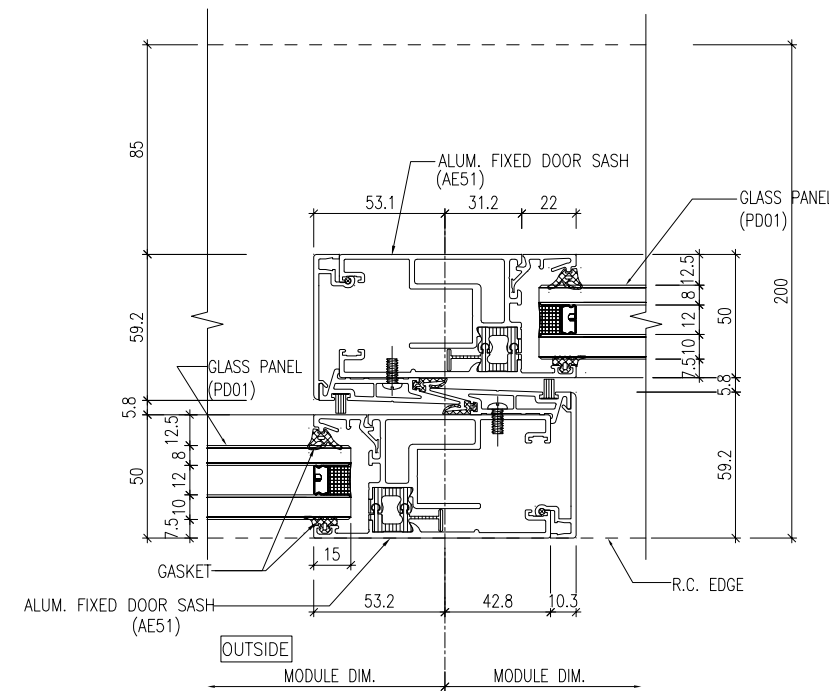 85
59.2
5.8
50
ALUM. FIXED DOOR SASH
(AE51)
53.1
31.2
22
GLASS PANEL
(PD01)
12.5
8
12
10
7.5
50
5.8
59.2
200
GLASS PANEL
(PD01)
12.5
8
12
10
7.5
15
GASKET
ALUM. FIXED DOOR SASH
(AE51)
53.2
42.8
10.3
R.C. EDGE
OUTSIDE
MODULE DIM.
MODULE DIM.